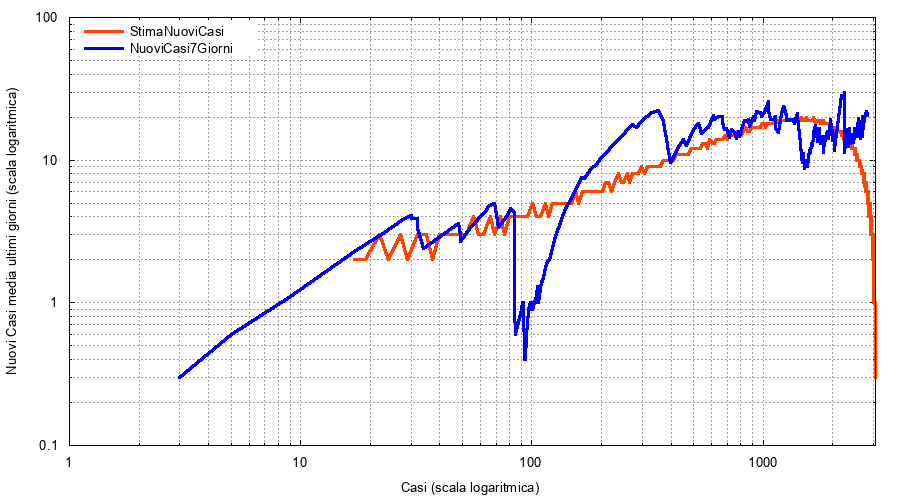 100
10
1
0.1
1
10
100
1000
Nuovi Casi media ultimi giorni (scala logaritmica)
Casi (scala logaritmica)
StimaNuoviCasi
NuoviCasi7Giorni